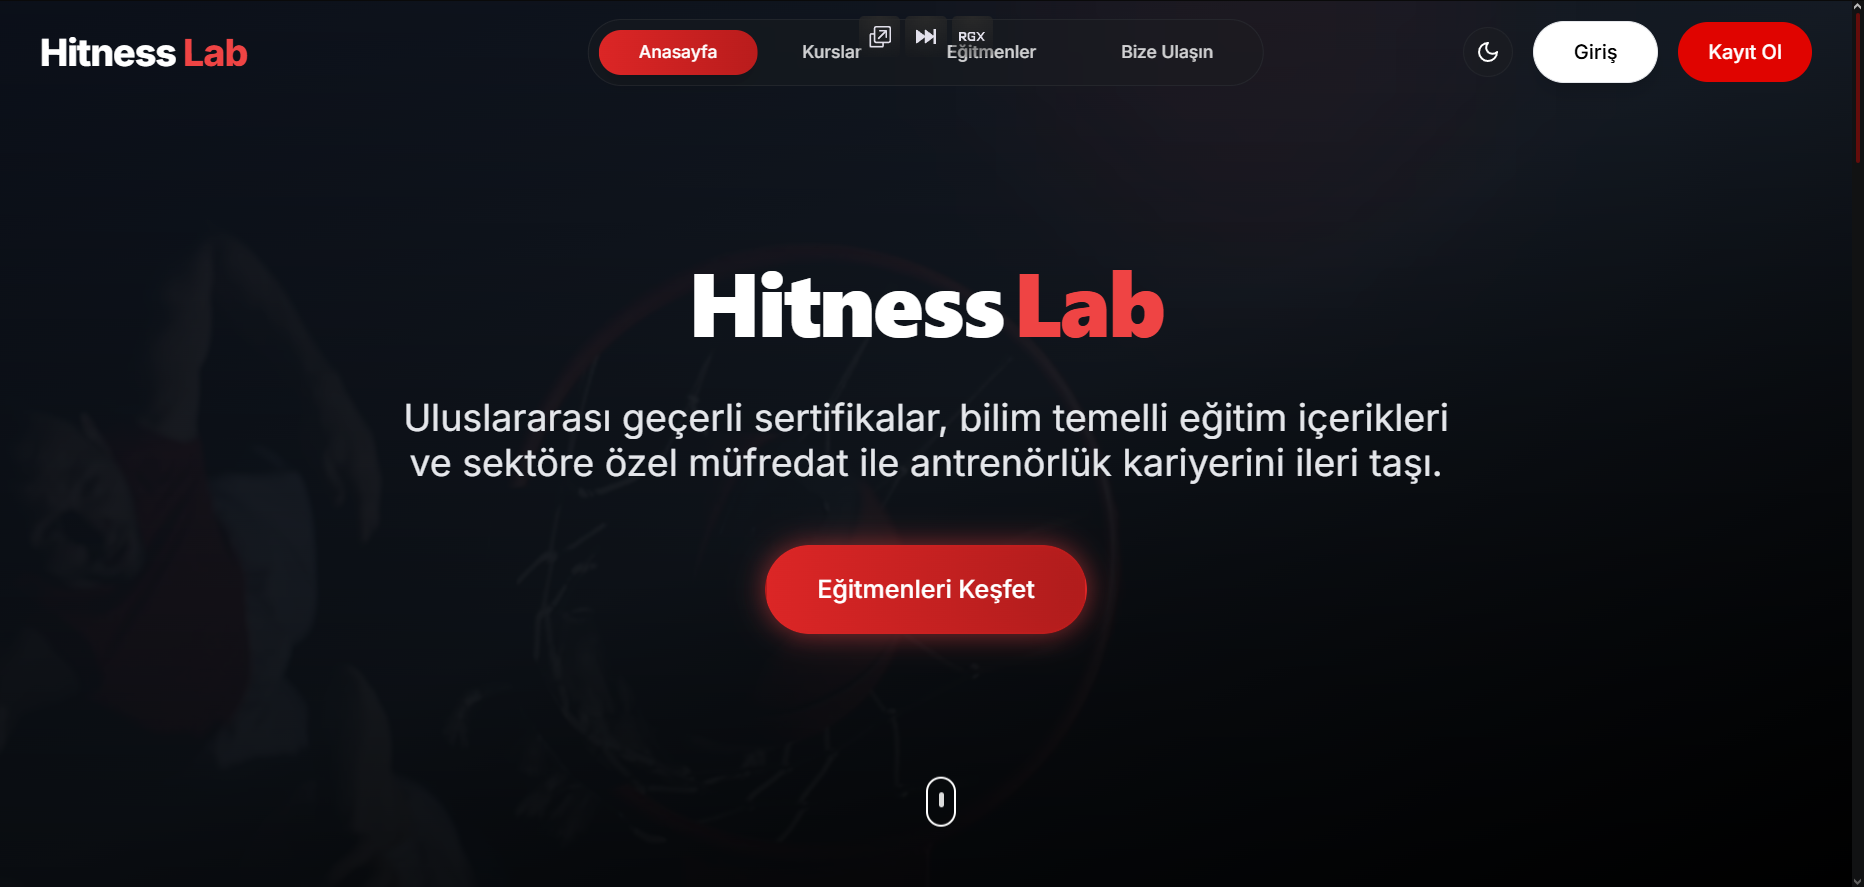 Hitness Lab
Anasayfa
Kurslar
RGX
Eğitmenler
Bize Ulaşın
Giriş
Kayıt Ol
Hitness Lab
Uluslararası geçerli sertifikalar, bilim temelli eğitim içerikleri
ve sektöre özel müfredat ile antrenörlük kariyerini ileri taşı.
Eğitmenleri Keşfet